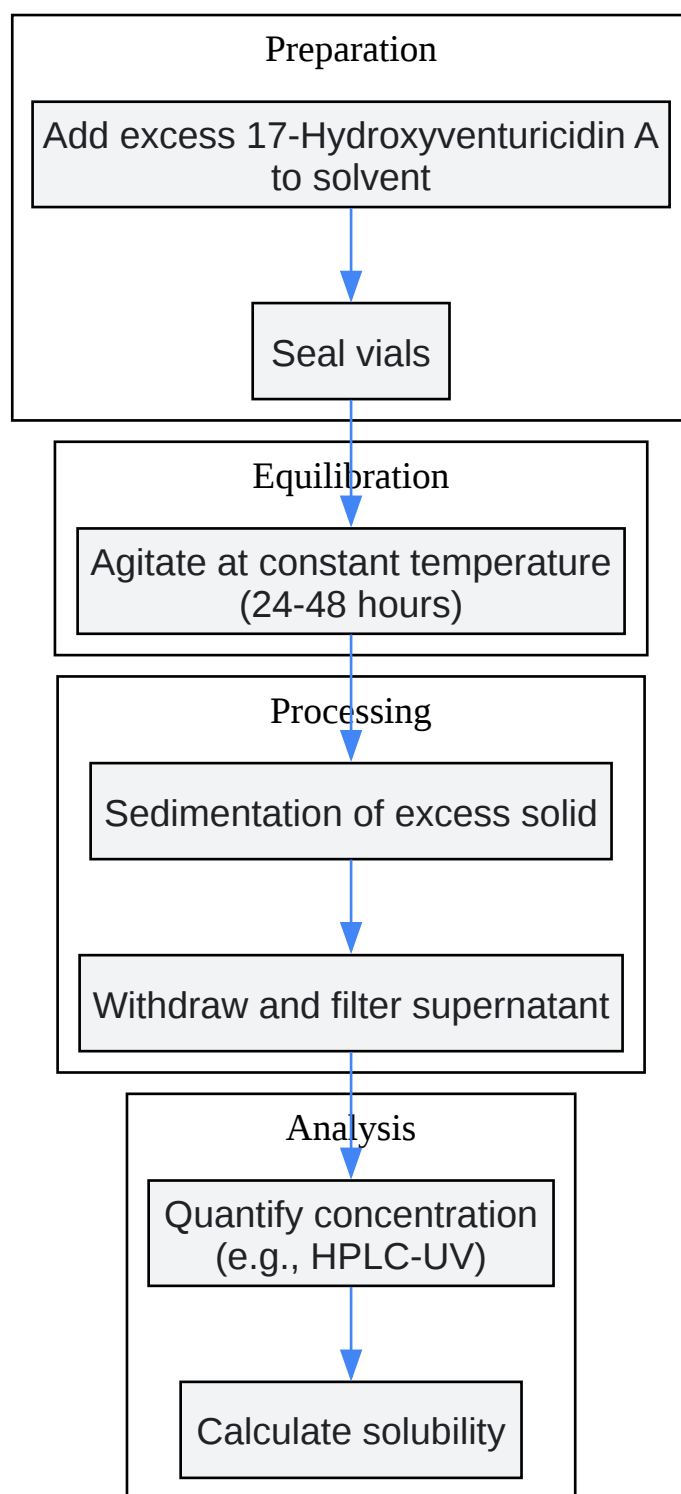 Preparation
Add excess 17-Hydroxyventuricidin A
to solvent
Seal vials
Equilibration
Agitate at constant temperature
(24-48 hours)
Processing
Sedimentation of excess solid
Withdraw and filter supernatant
Analysis
Quantify concentration
(e.g., HPLC-UV)
Calculate solubility